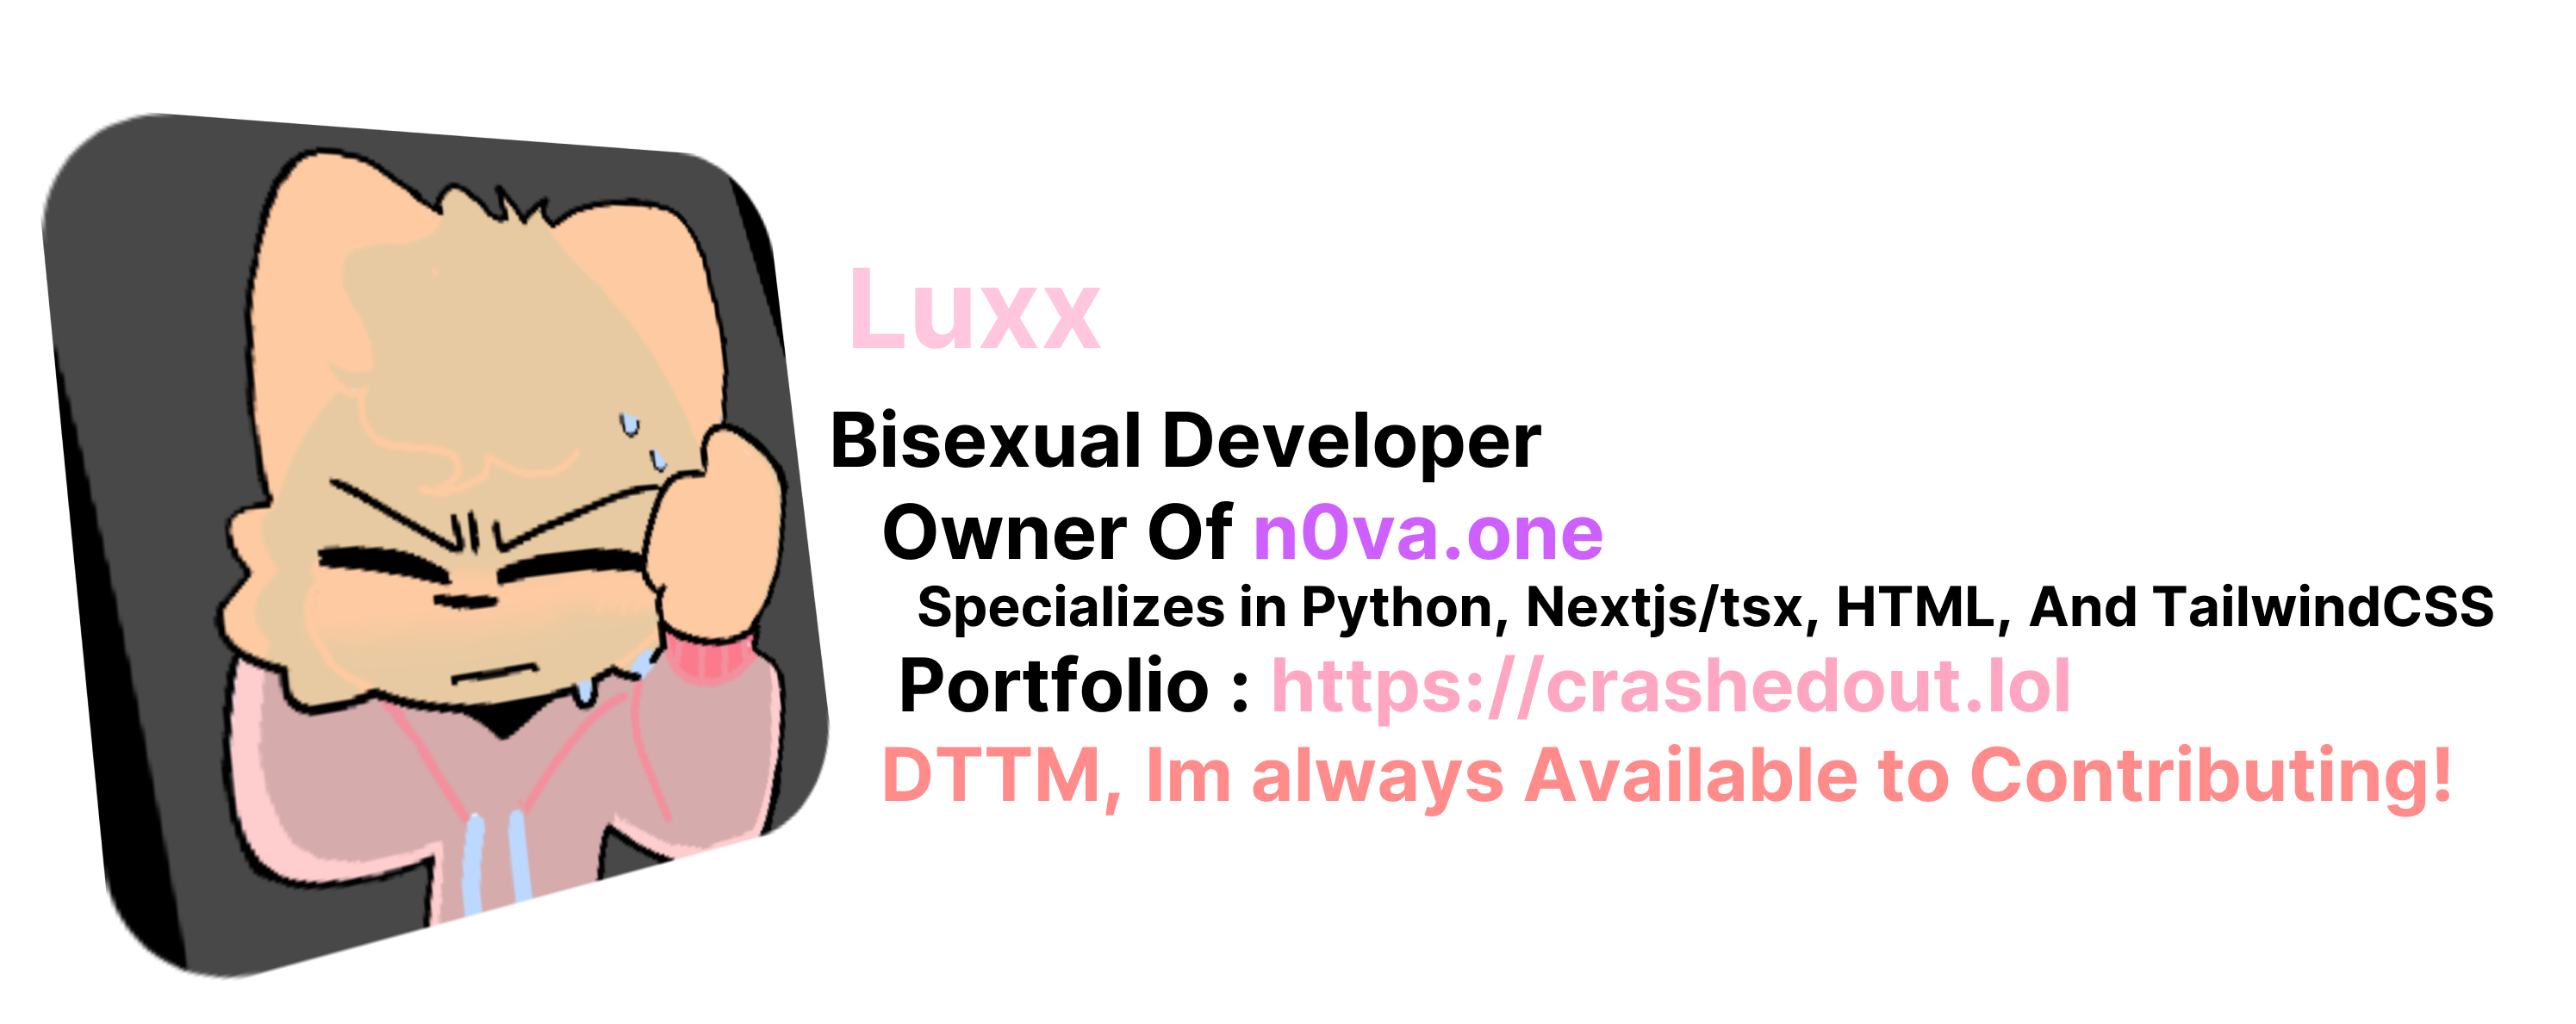 Luxx
Bisexual Developer
Owner Of n0va.one
Specializes in Python, Nextjs/tsx, HTML, And TailwindCSS
Portfolio : https://crashedout.lol
DTTM, Im always Available to Contributing!